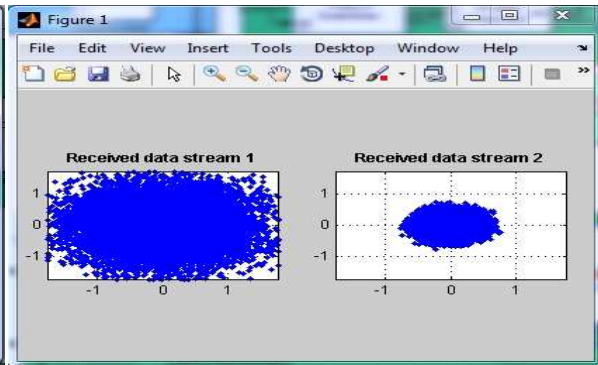 Figure 1
File Edit View Insert Tools Desktop Window Help
Received data stream 1
1
0
-1
-1 0 1
Received data stream 2
1
0
-1
-1 0 1